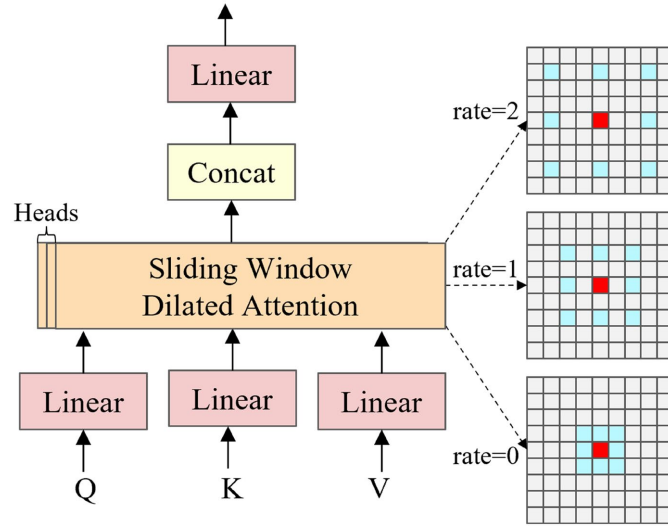 Linear
Concat
Heads
Sliding Window
Dilated Attention
Linear
Linear
Linear
Q
K
V
rate=2
rate=1
rate=0